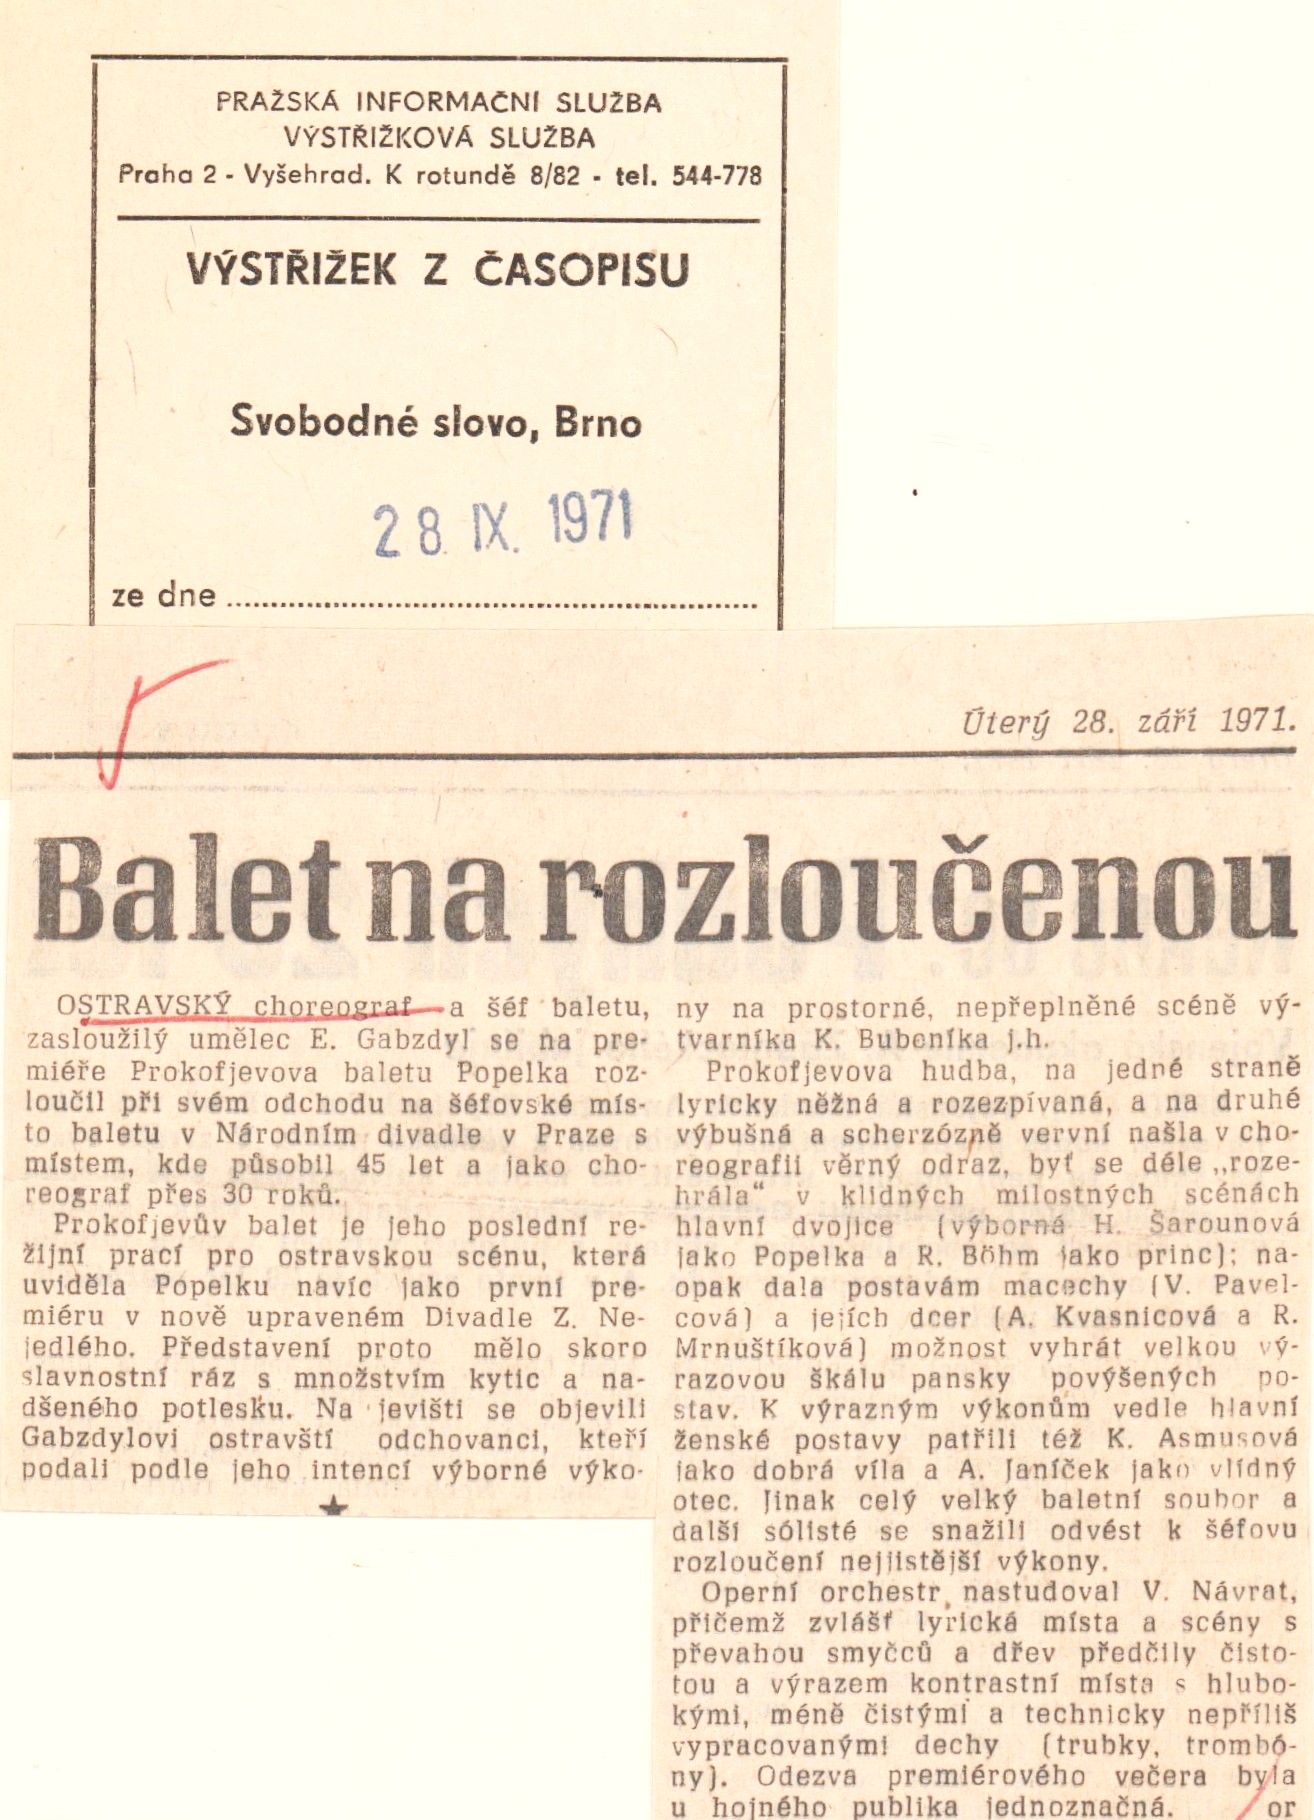 PRAŽSKÁ INFORMAČNÍ SLUŽBA
VÝSTŘIŽKOVÁ SLUŽBA
Praha 2 - Vyšehrad. K rotundě 8/82 - tel. 544-778
VÝSTŘIŽEK Z ČASOPISU
Svobodné slovo, Brno
28. IX. 1971
ze dne
Úterý 28. září 1971.
Balet na rozloučenou
OSTRAVSKÝ choreograf a šéf baletu,
zasloužilý umělec E. Gabzdyl se na pre-
miéře Prokofjevova baletu Popelka roz-
loučil při svém odchodu na šéfovské mís-
to baletu v Národním divadle v Praze s
místem, kde působil 45 let a jako cho-
reograf přes 30 roků.
Prokofjevův balet je jeho poslední re-
žijní prací pro ostravskou scénu, která
uviděla Popelku navíc jako první pre-
miéru v nově upraveném Divadle Z. Ne-
jedlého. Představení proto mělo skoro
slavnostní ráz s množstvím kytic a na-
dšeného potlesku. Na jevišti se objevili
Gabzdylovi ostravští odchovanci, kteří
podali podle jeho intencí výborné výko-
ny na prostorné, nepřeplněné scéně vý-
tvarníka K. Bubeníka j.h.
Prokofjevova hudba, na jedné straně
lyricky něžná a rozezpívaná, a na druhé
výbušná a scherzózně vervní našla v cho-
reografii věrný odraz, byť se déle „roze-
hrála“ v klidných milostných scénách
hlavní dvojice (výborná H. Šarounová
jako Popelka a R. Böhm jako princ); na-
opak dala postavám macechy (V. Pavel-
cová) a jejích dcer (A. Kvasnicová a R.
Mrnuštíková) možnost vyhrát velkou vý-
razovou škálu pansky povýšených po-
stav. K výrazným výkonům vedle hlavní
ženské postavy patřili též K. Asmusová
jako dobrá víla a A. Janíček jako vlídný
otec. Jinak celý velký baletní soubor a
další sólisté se snažili odvést k šéfovu
rozloučení nejjistější výkony.
Operní orchestr nastudoval V. Návrat,
přičemž zvlášť lyrická místa a scény s
převahou smyčců a dřev předčily čisto-
tou a výrazem kontrastní místa s hlubo-
kými, méně čistými a technicky nepříliš
vypracovanými dechy (trubky, trombó-
ny). Odezva premiérového večera byla
u hojného publika jednoznačná. or